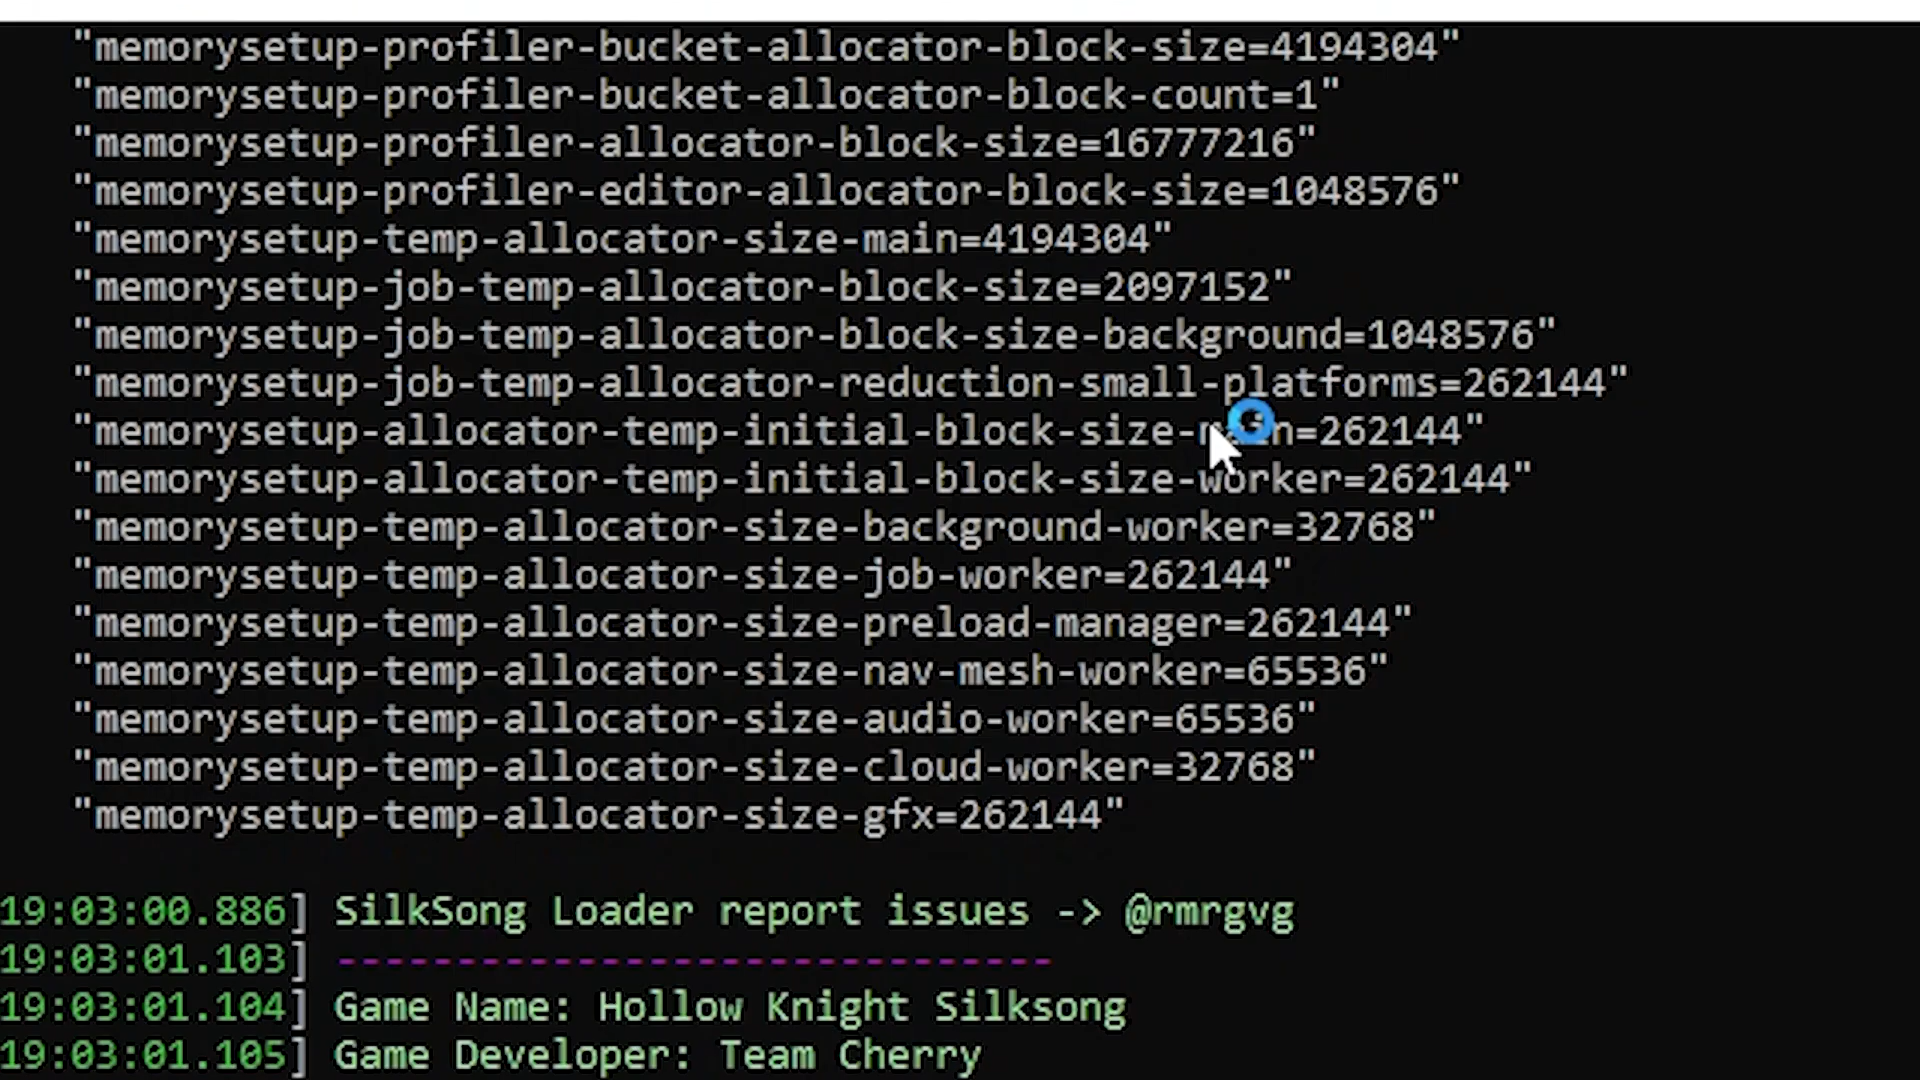 "memorysetup-profiler-bucket-allocator-block-size=4194304"
"memorysetup-profiler-bucket-allocator-block-count=1"
"memorysetup-profiler-allocator-block-size=16777216"
"memorysetup-profiler-editor-allocator-block-size=1048576"
"memorysetup-temp-allocator-size-main=4194304"
"memorysetup-job-temp-allocator-block-size=2097152"
"memorysetup-job-temp-allocator-block-size-background=1048576"
"memorysetup-job-temp-allocator-reduction-small-platforms=262144"
"memorysetup-allocator-temp-initial-block-size-main=262144"
"memorysetup-allocator-temp-initial-block-size-worker=262144"
"memorysetup-temp-allocator-size-background-worker=32768"
"memorysetup-temp-allocator-size-job-worker=262144"
"memorysetup-temp-allocator-size-preload-manager=262144"
"memorysetup-temp-allocator-size-nav-mesh-worker=65536"
"memorysetup-temp-allocator-size-audio-worker=65536"
"memorysetup-temp-allocator-size-cloud-worker=32768"
"memorysetup-temp-allocator-size-gfx=262144"
19:03:00.886] SilkSong Loader report issues -> @rmrgvg
19:03:01.103] ------------------------------
19:03:01.104] Game Name: Hollow Knight Silksong
19:03:01.105] Game Developer: Team Cherry